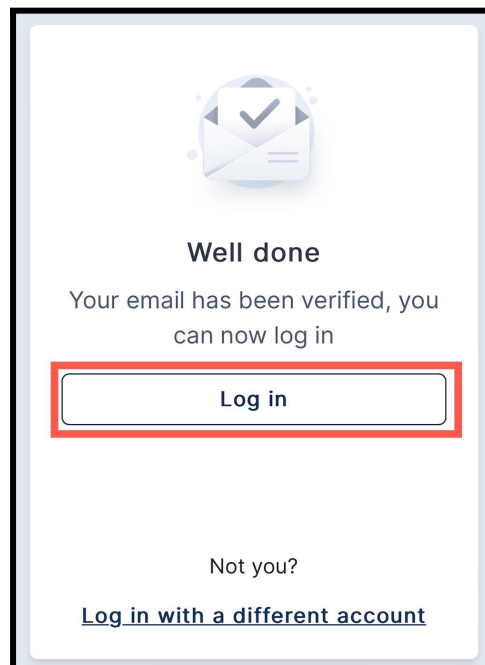 Well done
Your email has been verified, you
can now log in
Log in
Not you?
Log in with a different account